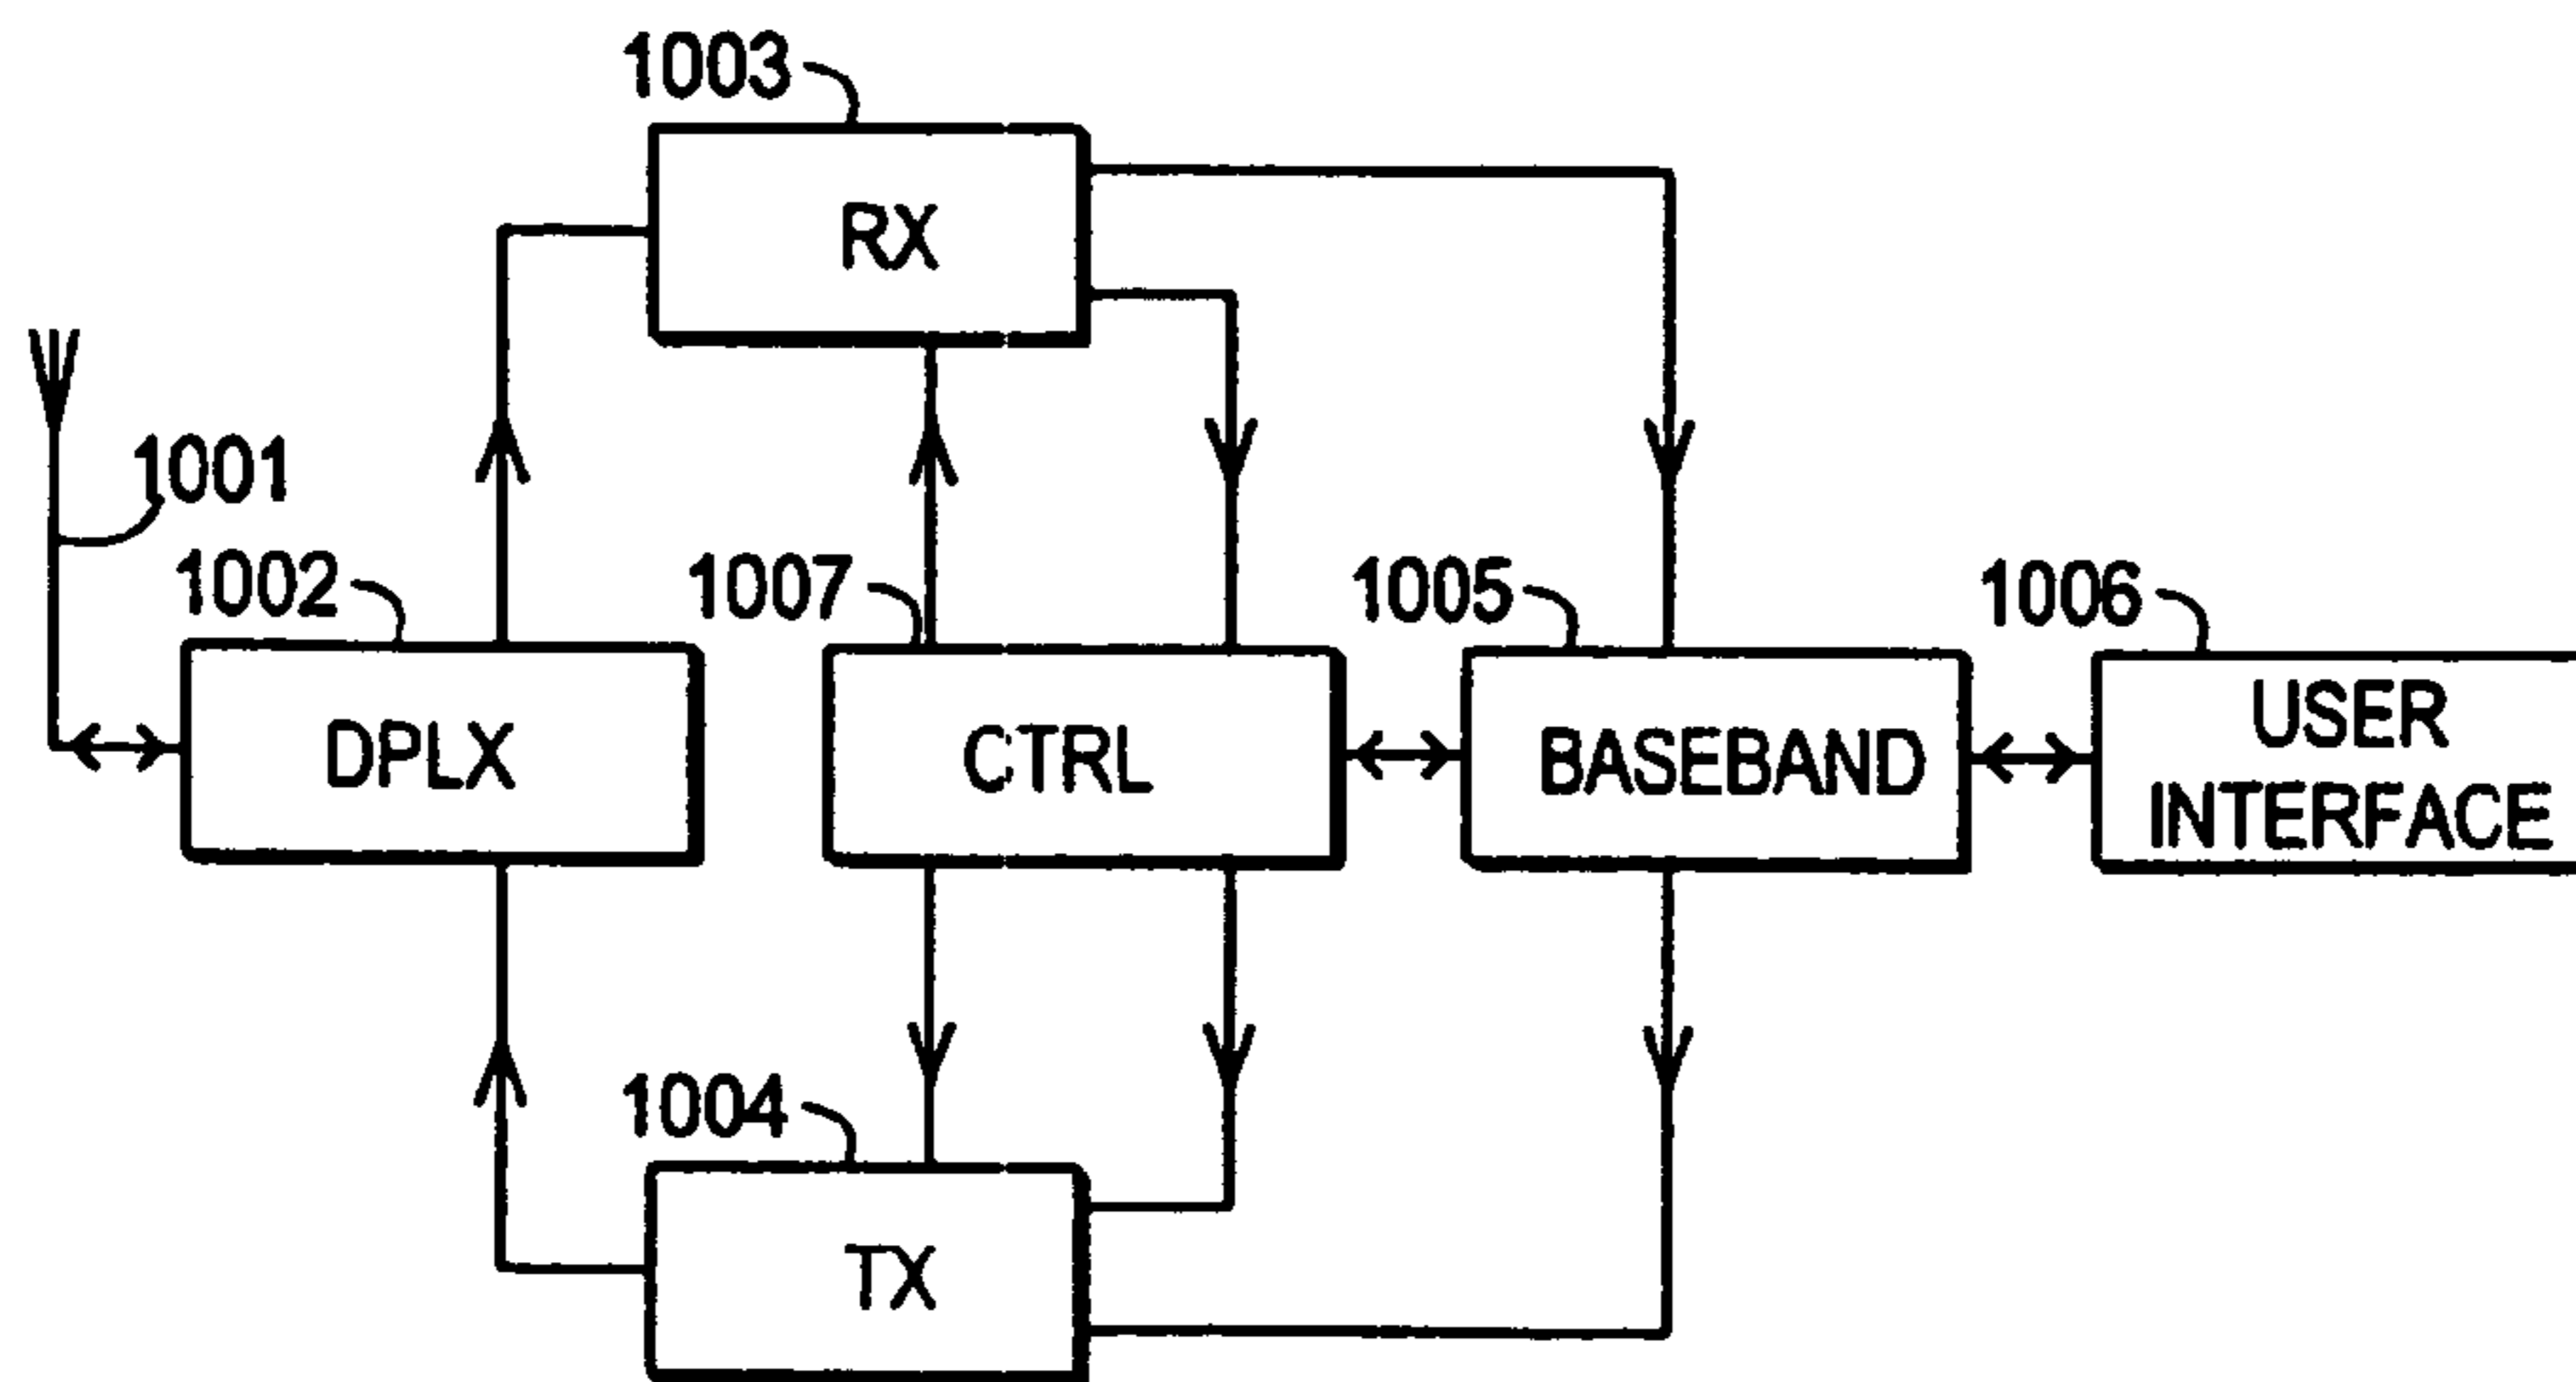 1003
RX
1001
1002
1007
1005
1006
DPLX
CTRL
BASEBAND
USER
INTERFACE
1004
TX